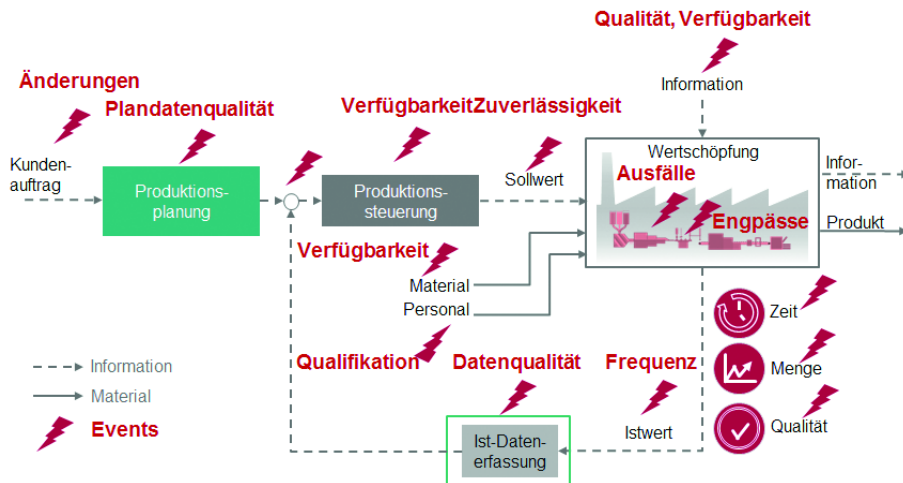 Qualität, Verfügbarkeit
Änderungen
Plandatenqualität
VerfügbarkeitZuverlässigkeit
Information
Kunden-
auftrag
Produktions-
planung
Produktions-
steuerung
Sollwert
Wertschöpfung
Ausfälle
Engpässe
Infor-
mation
Produkt
Verfügbarkeit
Material
Personal
Zeit
Menge
Qualität
Information
Material
Events
Qualifikation
Datenqualität
Frequenz
Ist-Daten-
erfassung
Istwert